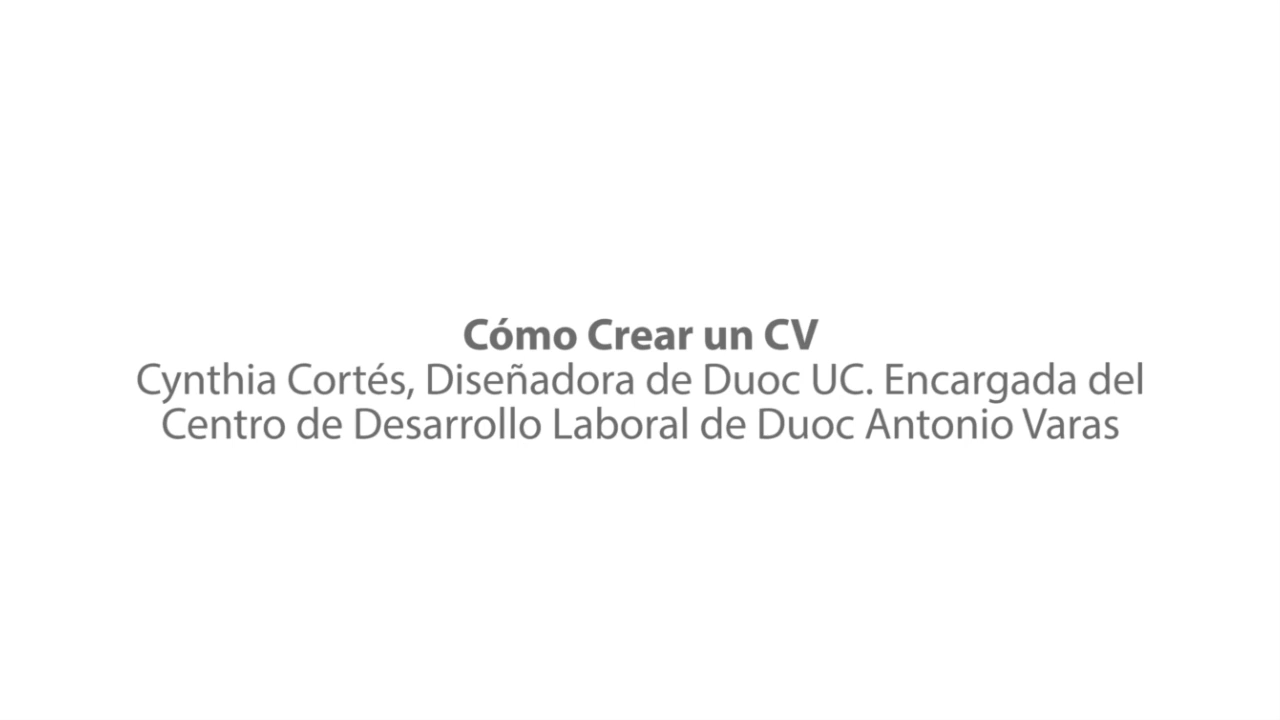 Cómo Crear un CV
Cynthia Cortés, Diseñadora de Duoc UC. Encargada del
Centro de Desarrollo Laboral de Duoc Antonio Varas